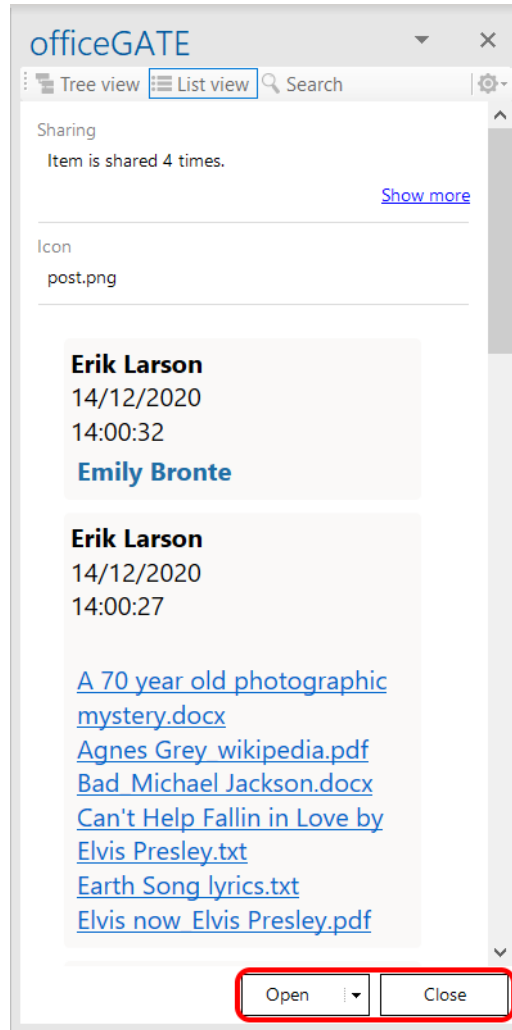 officeGATE
Tree view List view Search
Sharing
Item is shared 4 times.
Show more
Icon
post.png
Erik Larson
14/12/2020
14:00:32
Emily Bronte
Erik Larson
14/12/2020
14:00:27
A 70 year old photographic
mystery.docx
Agnes Grey_wikipedia.pdf
Bad_Michael Jackson.docx
Can't Help Fallin in Love by
Elvis Presley.txt
Earth Song lyrics.txt
Elvis now_Elvis Presley.pdf
Open Close